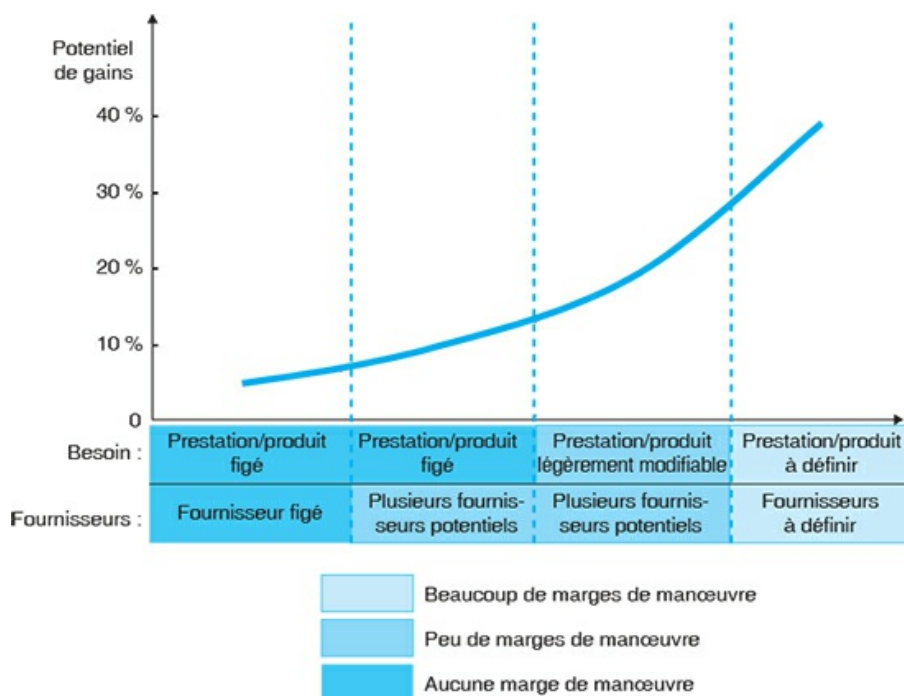 Potentiel
de gains
40 %
30 %
20 %
10 %
0
Besoin :
Prestation/produit
figé
Prestation/produit
figé
Prestation/produit
légèrement modifiable
Prestation/produit
à définir
Fournisseurs :
Fournisseur figé
Plusieurs fournis-
seurs potentiels
Plusieurs fournis-
seurs potentiels
Fournisseurs
à définir
Beaucoup de marges de manœuvre
Peu de marges de manœuvre
Aucune marge de manœuvre